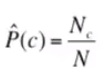 P̂(c) = N_c / N